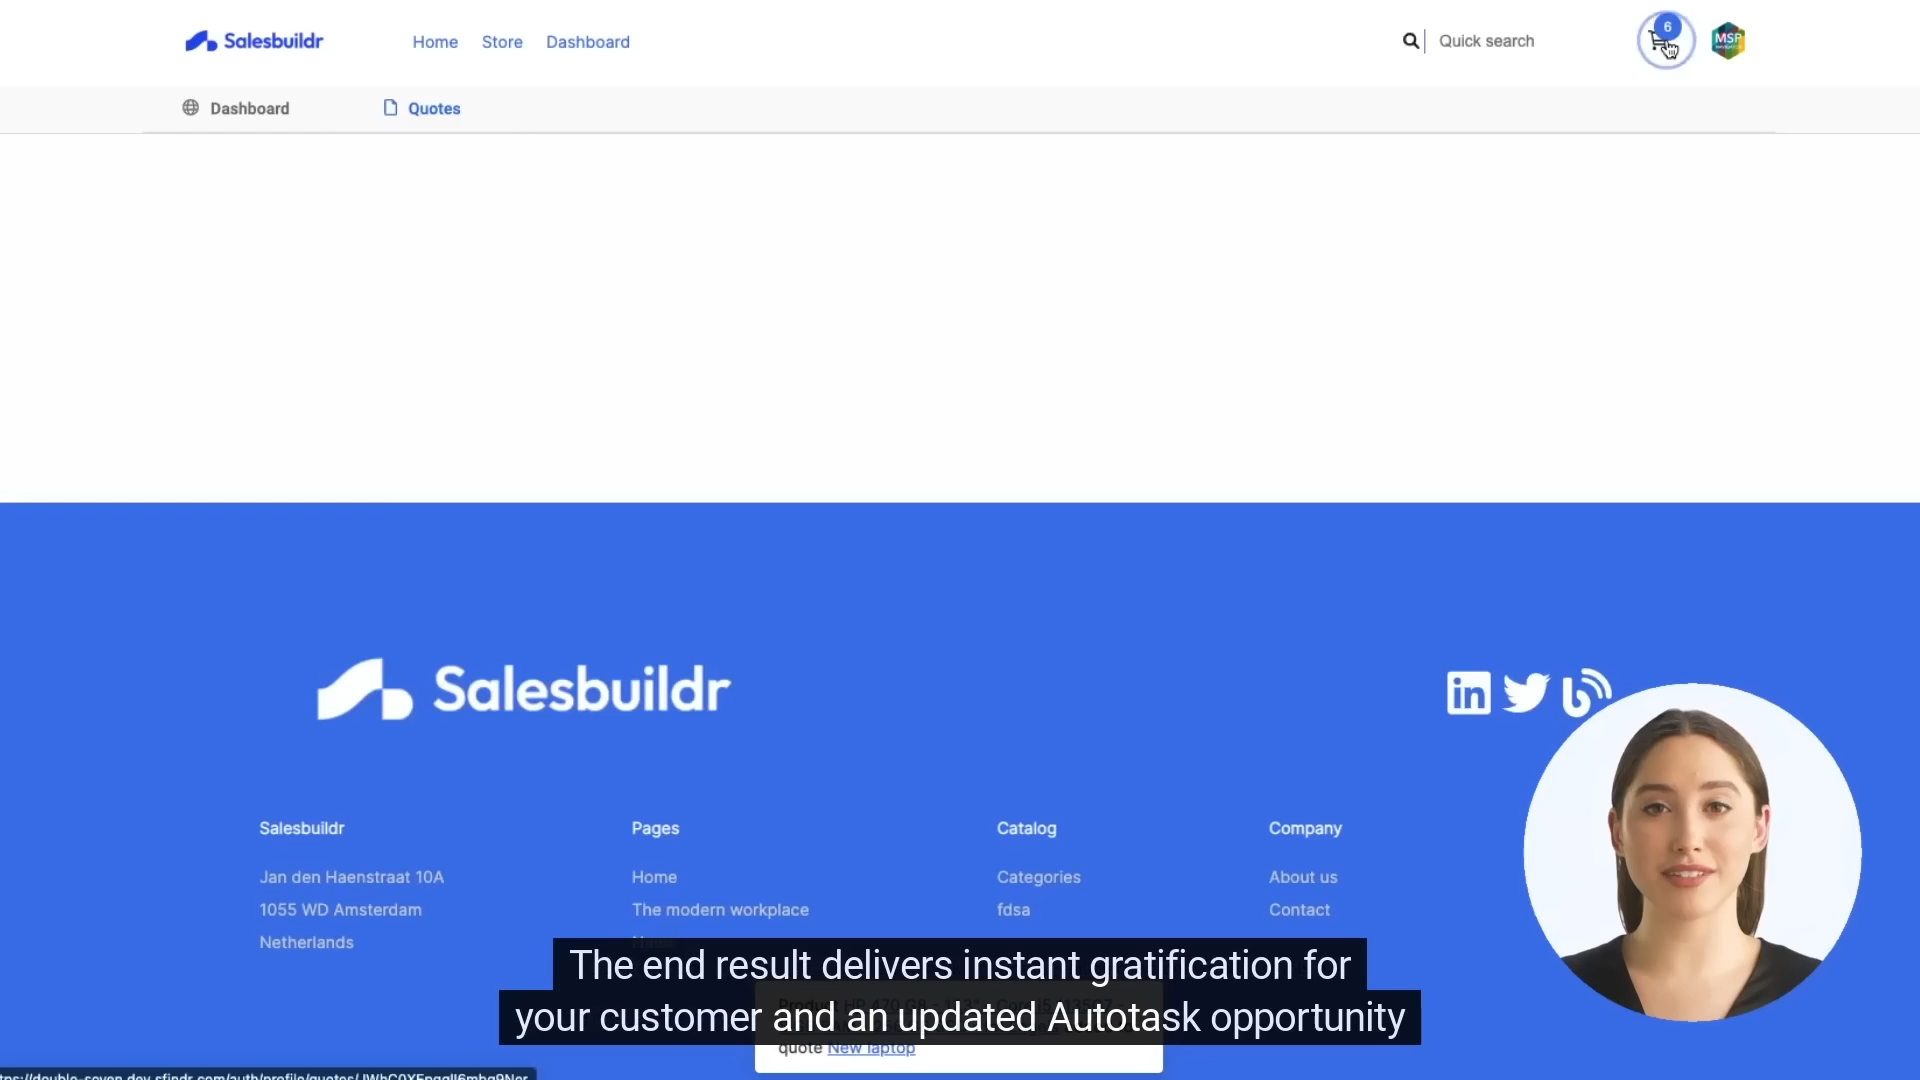 Salesbuildr
Home
Store
Dashboard
Quick search
6
MSP
Dashboard
Quotes
Salesbuildr
Salesbuildr
Pages
Catalog
Company
Jan den Haenstraat 10A
Home
Categories
About us
1055 WD Amsterdam
The modern workplace
fdsa
Contact
Netherlands
The end result delivers instant gratification for
your customer and an updated Autotask opportunity
quote New laptop